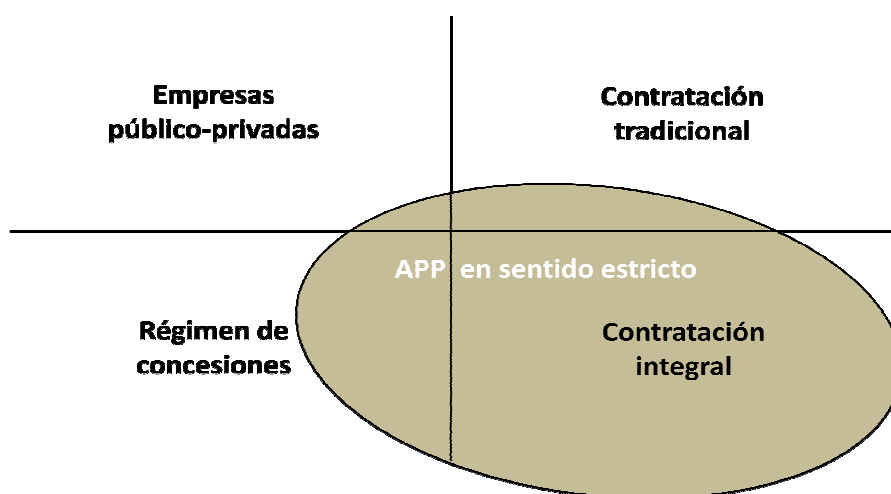 Empresas
público-privadas
Contratación
tradicional
APP en sentido estricto
Régimen de
concesiones
Contratación
integral